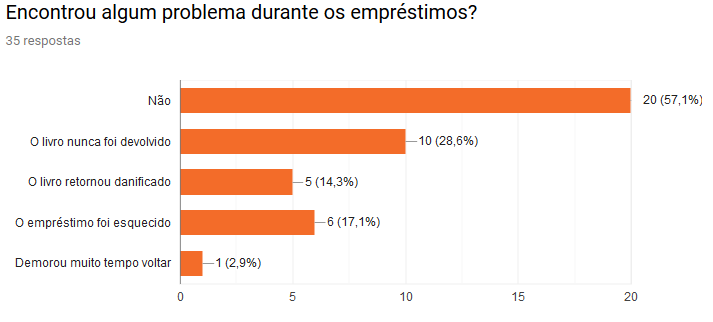 Encontrou algum problema durante os empréstimos?
35 respostas
Não
20 (57,1%)
O livro nunca foi devolvido
10 (28,6%)
O livro retornou danificado
5 (14,3%)
O empréstimo foi esquecido
6 (17,1%)
Demorou muito tempo voltar
1 (2,9%)
0 5 10 15 20